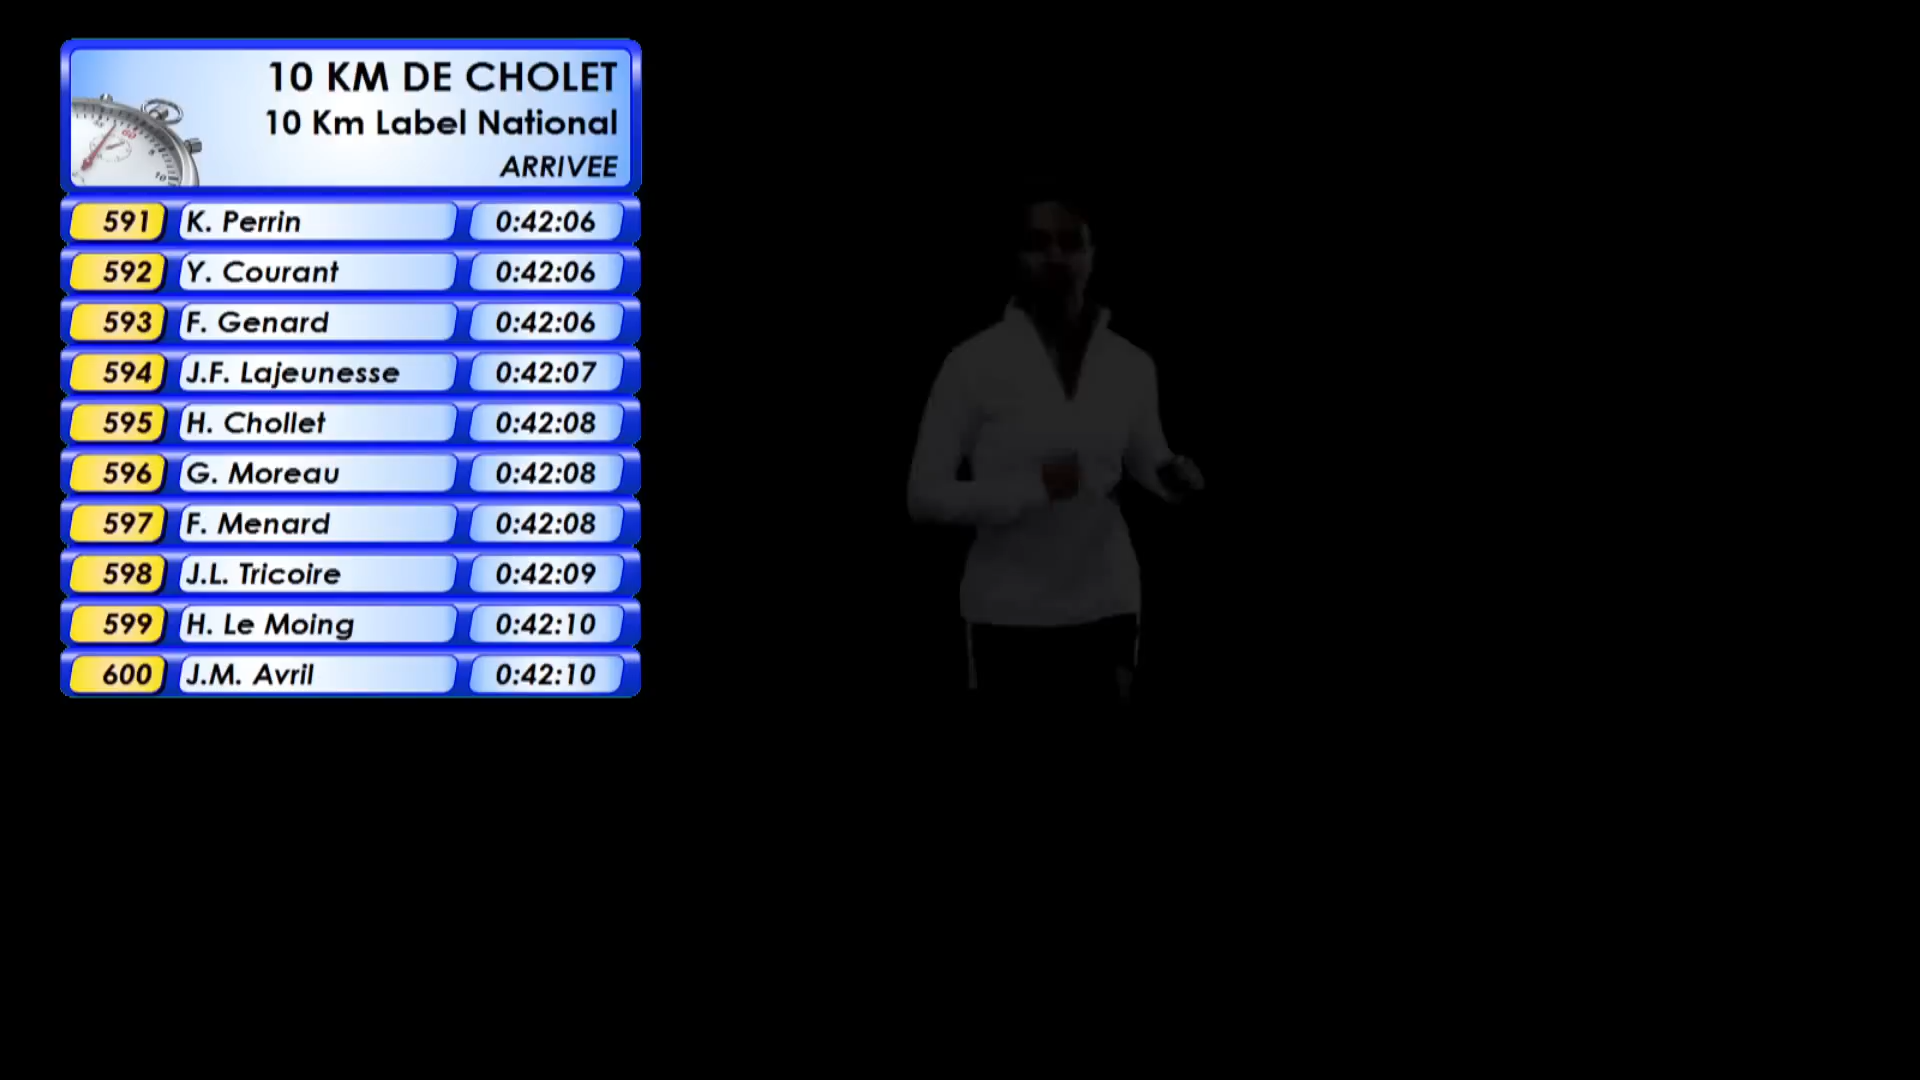 10 KM DE CHOLET
10 Km Label National
ARRIVEE
591 K. Perrin 0:42:06
592 Y. Courant 0:42:06
593 F. Genard 0:42:06
594 J.F. Lajeunesse 0:42:07
595 H. Chollet 0:42:08
596 G. Moreau 0:42:08
597 F. Menard 0:42:08
598 J.L. Tricoire 0:42:09
599 H. Le Moing 0:42:10
600 J.M. Avril 0:42:10